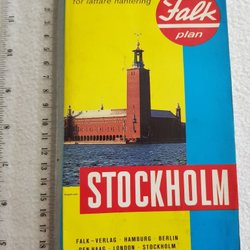 för lättare hantering
Falk
plan
STOCKHOLM
FALK-VERLAG HAMBURG BERLIN
DEN HAAG · LONDON STOCKHOLM